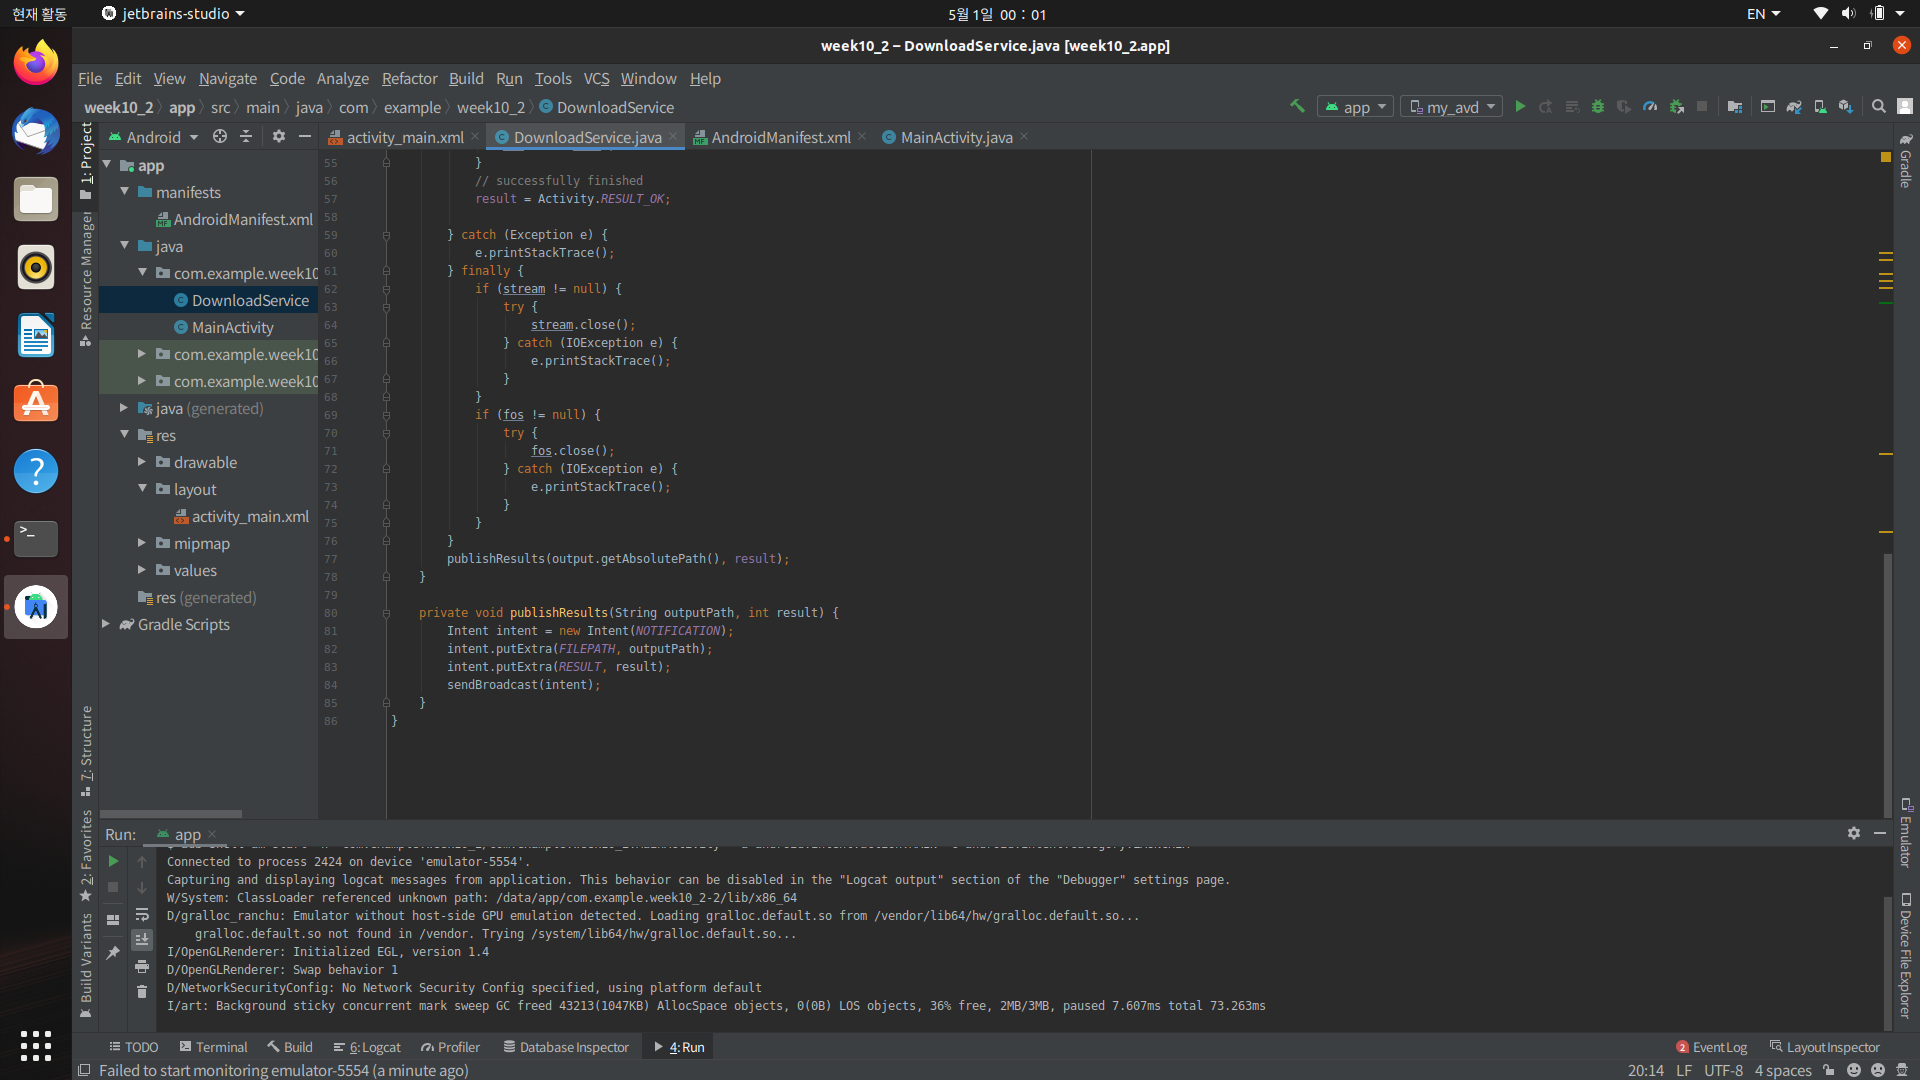 현재 활동
jetbrains-studio
5월 1일 00 : 01
EN
week10_2 – DownloadService.java [week10_2.app]
File Edit View Navigate Code Analyze Refactor Build Run Tools VCS Window Help
week10_2 app src main java com example week10_2 DownloadService
app
my_avd
Android
activity_main.xml
DownloadService.java
AndroidManifest.xml
MainActivity.java
1: Project
Resource Manager
7: Structure
2: Favorites
Build Variants
app
manifests
AndroidManifest.xml
java
com.example.week10
DownloadService
MainActivity
com.example.week10
com.example.week10
java (generated)
res
drawable
layout
activity_main.xml
mipmap
values
res (generated)
Gradle Scripts
55 }
56 // successfully finished
57 result = Activity.RESULT_OK;
58
59 } catch (Exception e) {
60 e.printStackTrace();
61 } finally {
62 if (stream != null) {
63 try {
64 stream.close();
65 } catch (IOException e) {
66 e.printStackTrace();
67 }
68 }
69 if (fos != null) {
70 try {
71 fos.close();
72 } catch (IOException e) {
73 e.printStackTrace();
74 }
75 }
76 }
77 publishResults(output.getAbsolutePath(), result);
78 }
79
80 private void publishResults(String outputPath, int result) {
81 Intent intent = new Intent(NOTIFICATION);
82 intent.putExtra(FILEPATH, outputPath);
83 intent.putExtra(RESULT, result);
84 sendBroadcast(intent);
85 }
86 }
Gradle
Emulator
Device File Explorer
Run: app
Connected to process 2424 on device 'emulator-5554'.
Capturing and displaying logcat messages from application. This behavior can be disabled in the "Logcat output" section of the "Debugger" settings page.
W/System: ClassLoader referenced unknown path: /data/app/com.example.week10_2-2/lib/x86_64
D/gralloc_ranchu: Emulator without host-side GPU emulation detected. Loading gralloc.default.so from /vendor/lib64/hw/gralloc.default.so...
gralloc.default.so not found in /vendor. Trying /system/lib64/hw/gralloc.default.so...
I/OpenGLRenderer: Initialized EGL, version 1.4
D/OpenGLRenderer: Swap behavior 1
D/NetworkSecurityConfig: No Network Security Config specified, using platform default
I/art: Background sticky concurrent mark sweep GC freed 43213(1047KB) AllocSpace objects, 0(0B) LOS objects, 36% free, 2MB/3MB, paused 7.607ms total 73.263ms
TODO Terminal Build 6: Logcat Profiler Database Inspector 4: Run
2 Event Log Layout Inspector
Failed to start monitoring emulator-5554 (a minute ago)
20:14 LF UTF-8 4 spaces